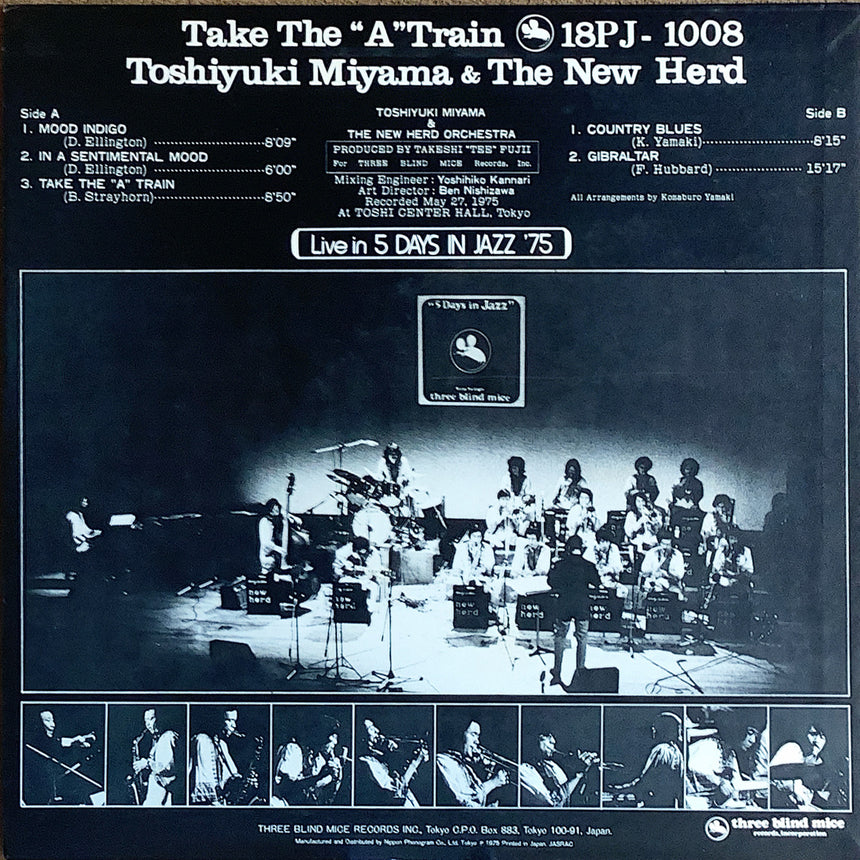 Take The "A" Train 18PJ- 1008
Toshiyuki Miyama & The New Herd
Side A
1. MOOD INDIGO
(D. Ellington) 8'09"
2. IN A SENTIMENTAL MOOD
(D. Ellington) 6'00"
3. TAKE THE "A" TRAIN
(B. Strayhorn) 8'50"
TOSHIYUKI MIYAMA
&
THE NEW HERD ORCHESTRA
PRODUCED BY TAKESHI "TEE" FUJII
For THREE BLIND MICE Records, Inc.
Mixing Engineer : Yoshihiko Kannari
Art Director : Ben Nishizawa
Recorded May 27, 1975
At TOSHI CENTER HALL, Tokyo
Side B
1. COUNTRY BLUES
(K. Yamaki) 8'15"
2. GIBRALTAR
(F. Hubbard) 15'17"
All Arrangements by Kozaburo Yamaki
Live in 5 DAYS IN JAZZ '75
"5 Days in Jazz"
three blind mice
new herd
new herd
new herd
new herd
herd
THREE BLIND MICE RECORDS INC., Tokyo C.P.O. Box 883, Tokyo 100-91, Japan.
Manufactured and Distributed by Nippon Phonogram Co., Ltd. Tokyo ℗ 1975 Printed in Japan. JASRAC
three blind mice
records, incorporation